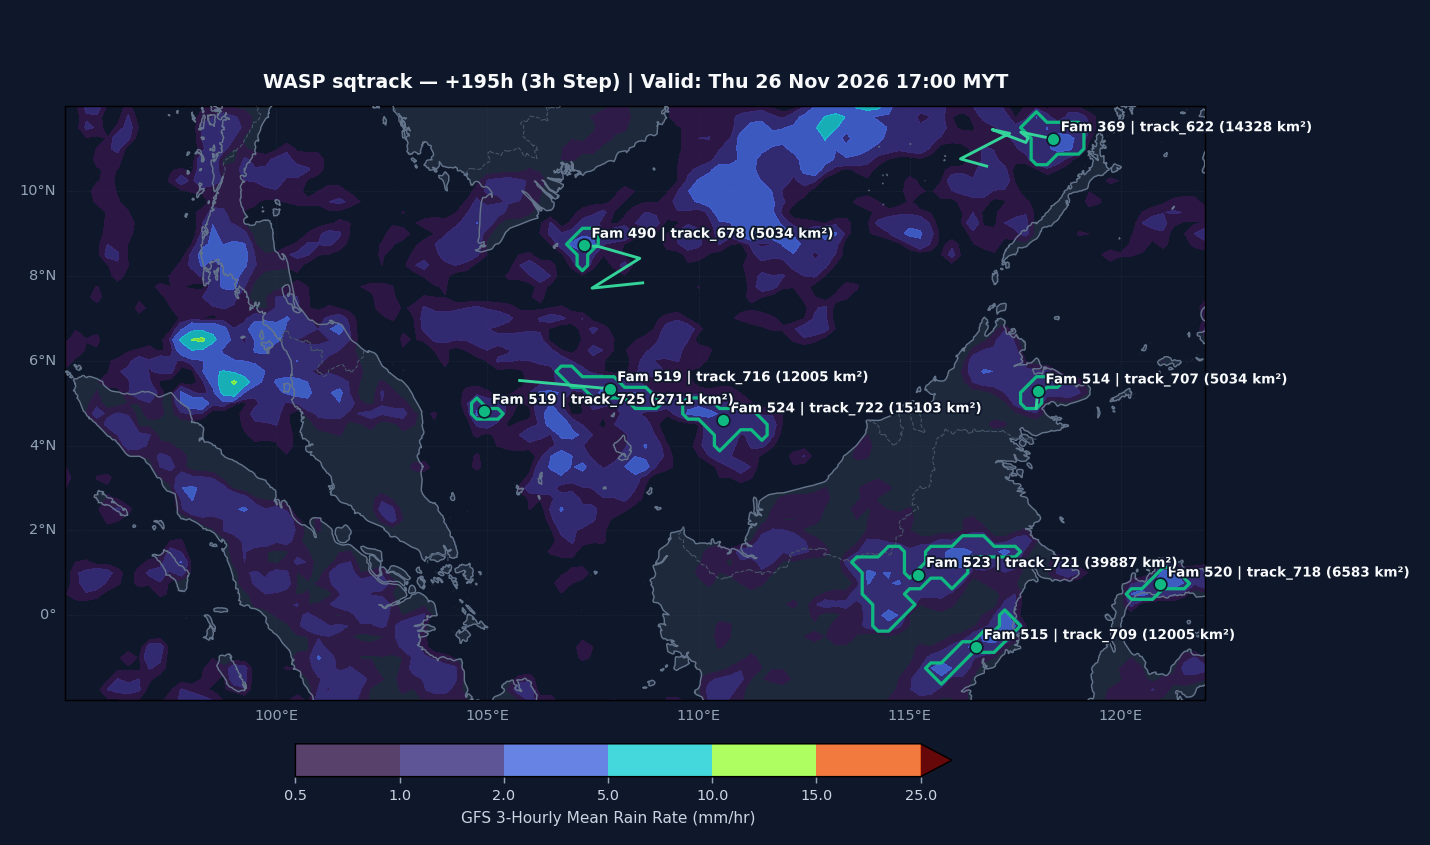 WASP sqtrack — +195h (3h Step) | Valid: Thu 26 Nov 2026 17:00 MYT
Fam 369 | track_622 (14328 km²)
10°N
Fam 490 | track_678 (5034 km²)
8°N
6°N
Fam 519 | track_716 (12005 km²)
Fam 514 | track_707 (5034 km²)
Fam 519 | track_725 (2711 km²)
Fam 524 | track_722 (15103 km²)
4°N
2°N
Fam 523 | track_721 (39887 km²)
Fam 520 | track_718 (6583 km²)
0°
Fam 515 | track_709 (12005 km²)
100°E 105°E 110°E 115°E 120°E
0.5 1.0 2.0 5.0 10.0 15.0 25.0
GFS 3-Hourly Mean Rain Rate (mm/hr)